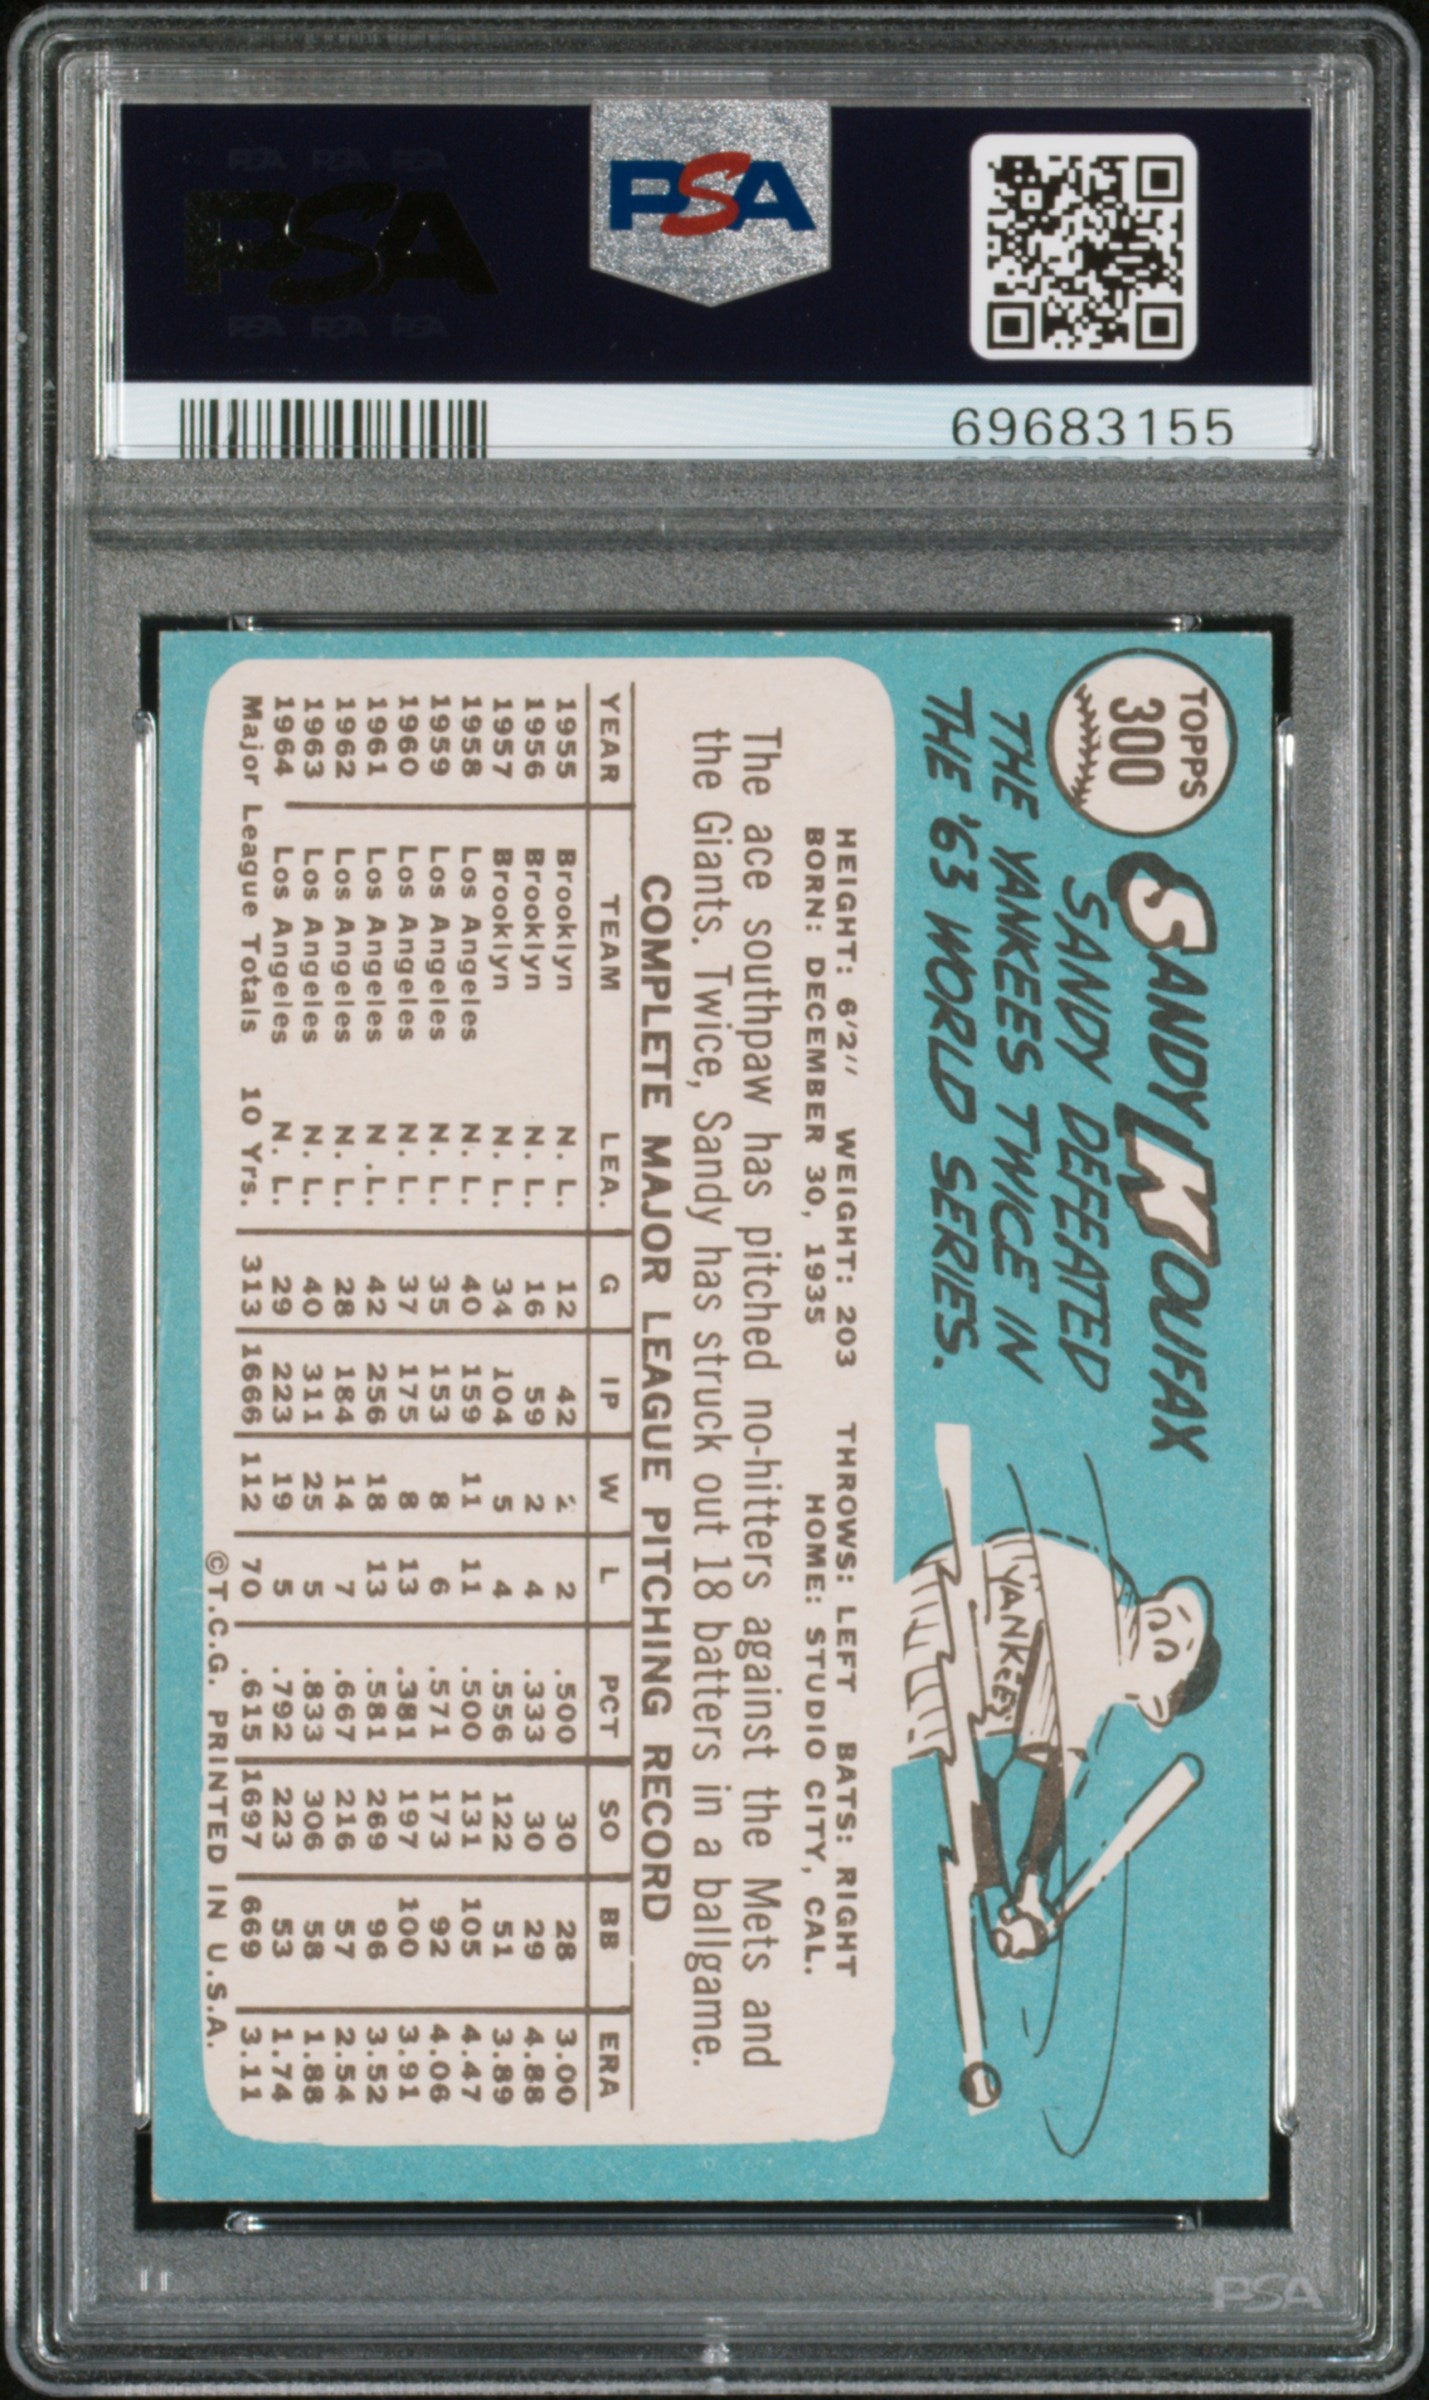 PSA PSA PSA
PSA
PSA PSA PSA
PSA
69683155
TOPPS
300
SANDY KOUFAX
SANDY DEFEATED
THE YANKEES TWICE IN
THE '63 WORLD SERIES.
YANKEES
HEIGHT: 6'2'' WEIGHT: 203 THROWS: LEFT BATS: RIGHT
BORN: DECEMBER 30, 1935 HOME: STUDIO CITY, CAL.
The ace southpaw has pitched no-hitters against the Mets and
the Giants. Twice, Sandy has struck out 18 batters in a ballgame.
COMPLETE MAJOR LEAGUE PITCHING RECORD
YEAR TEAM LEA. G IP W L PCT SO BB ERA
1955 Brooklyn N. L. 12 42 2 2 .500 30 28 3.00
1956 Brooklyn N. L. 16 59 2 4 .333 30 29 4.88
1957 Brooklyn N. L. 34 104 5 4 .556 122 51 3.89
1958 Los Angeles N. L. 40 159 11 11 .500 131 105 4.47
1959 Los Angeles N. L. 35 153 8 6 .571 173 92 4.06
1960 Los Angeles N. L. 37 175 8 13 .381 197 100 3.91
1961 Los Angeles N .L. 42 256 18 13 .581 269 96 3.52
1962 Los Angeles N. L. 28 184 14 7 .667 216 57 2.54
1963 Los Angeles N. L. 40 311 25 5 .833 306 58 1.88
1964 Los Angeles N. L. 29 223 19 5 .792 223 53 1.74
Major League Totals 10 Yrs. 313 1666 112 70 .615 1697 669 3.11
©T.C.G. PRINTED IN U.S.A.
PSA